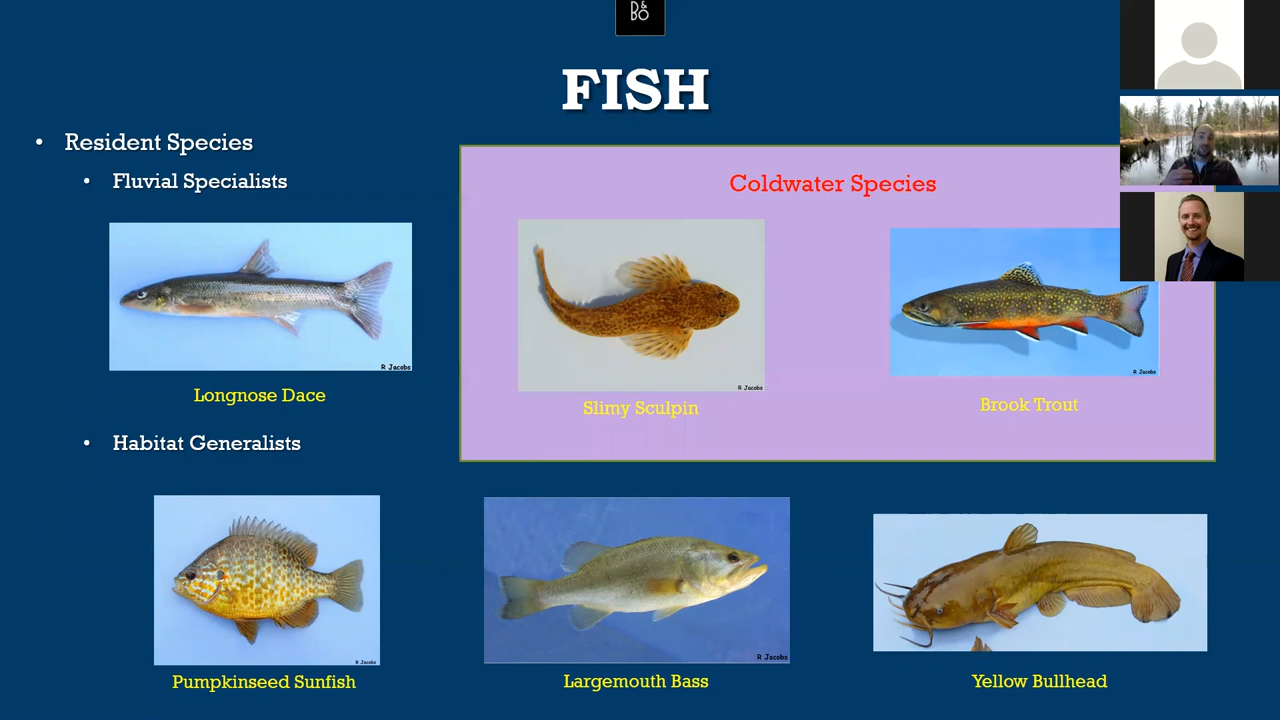 B&
BO
FISH
• Resident Species
• Fluvial Specialists
Coldwater Species
R Jacobs
R Jacobs
R Jacobs
Longnose Dace
Slimy Sculpin
Brook Trout
• Habitat Generalists
R Jacobs
R Jacobs
Pumpkinseed Sunfish
Largemouth Bass
Yellow Bullhead